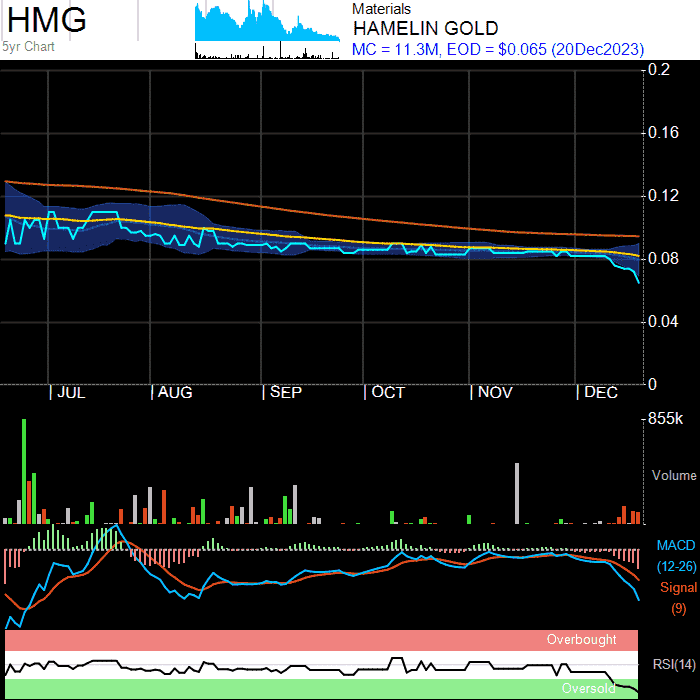 HMG
5yr Chart
Materials
HAMELIN GOLD
MC = 11.3M, EOD = $0.065 (20Dec2023)
0.2
0.16
0.12
0.08
0.04
0
| JUL | AUG | SEP | OCT | NOV | DEC
855k
Volume
MACD
(12-26)
Signal
(9)
Overbought
RSI(14)
Oversold